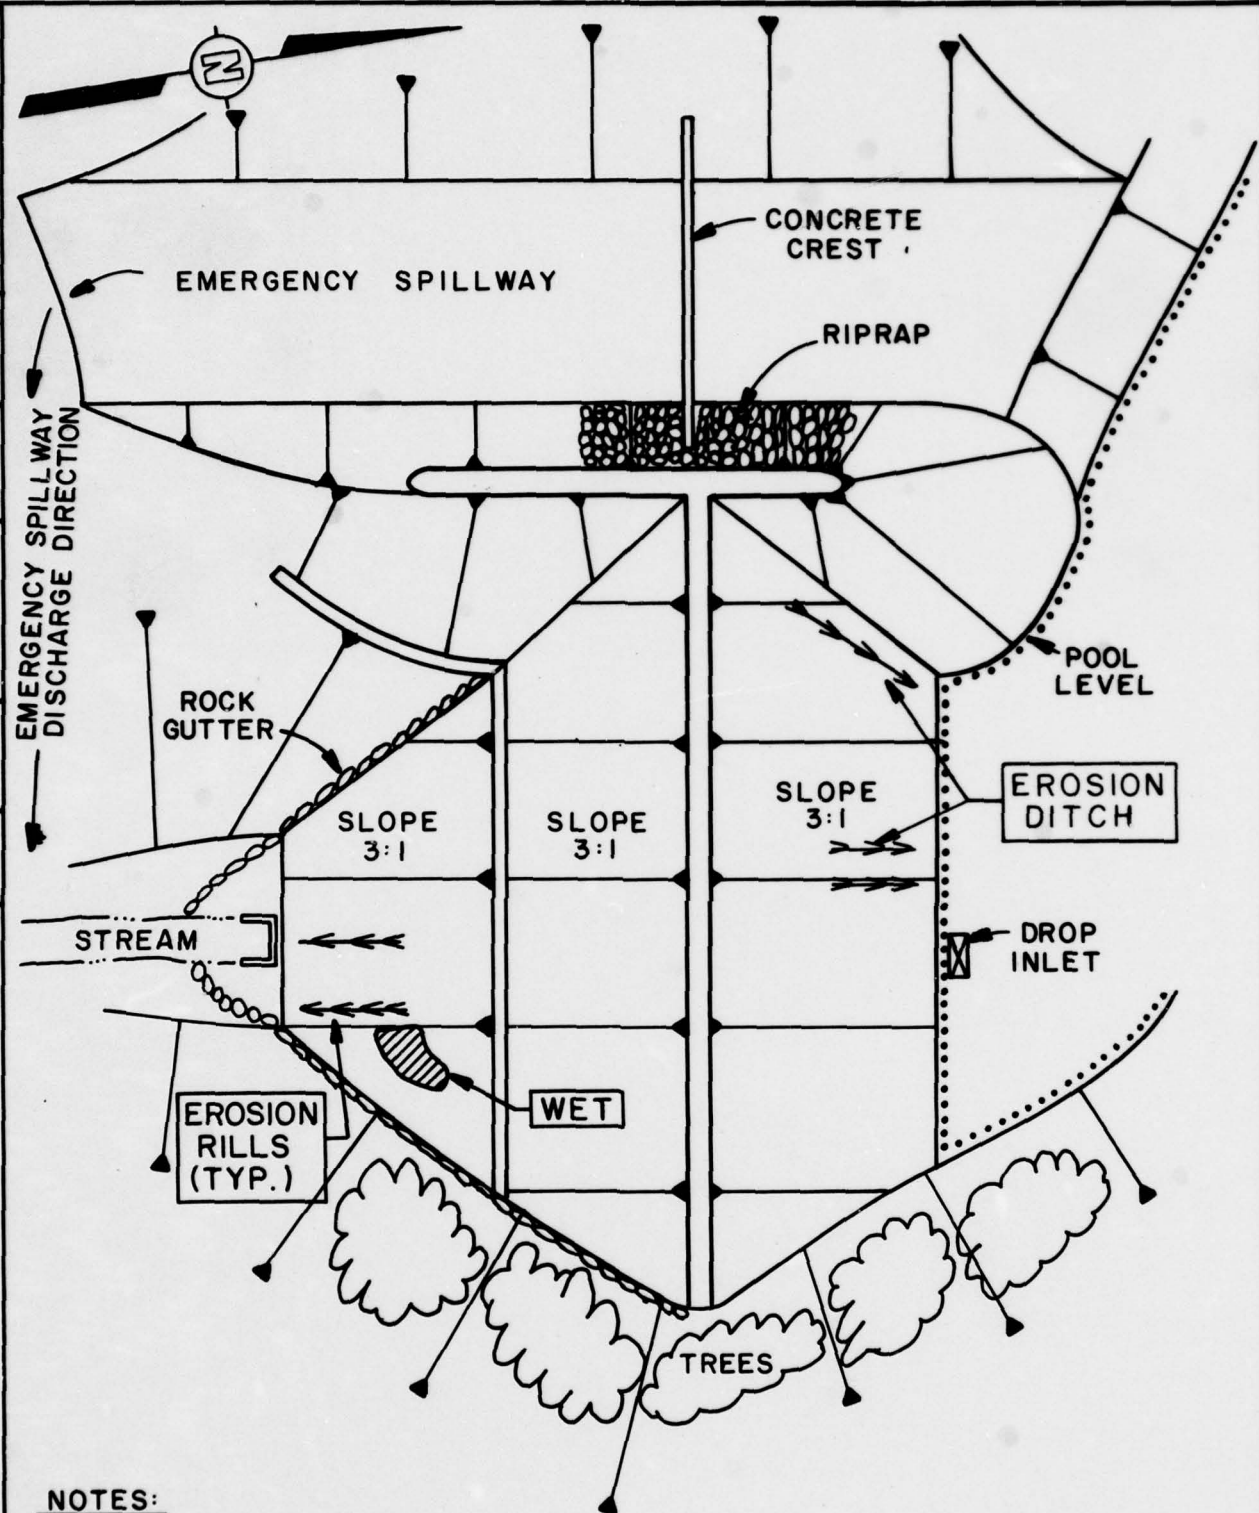 N
CONCRETE
CREST
EMERGENCY SPILLWAY
RIPRAP
EMERGENCY SPILLWAY
DISCHARGE DIRECTION
POOL
LEVEL
ROCK
GUTTER
EROSION
DITCH
SLOPE
3:1
SLOPE
3:1
SLOPE
3:1
STREAM
DROP
INLET
WET
EROSION
RILLS
(TYP.)
TREES
NOTES: